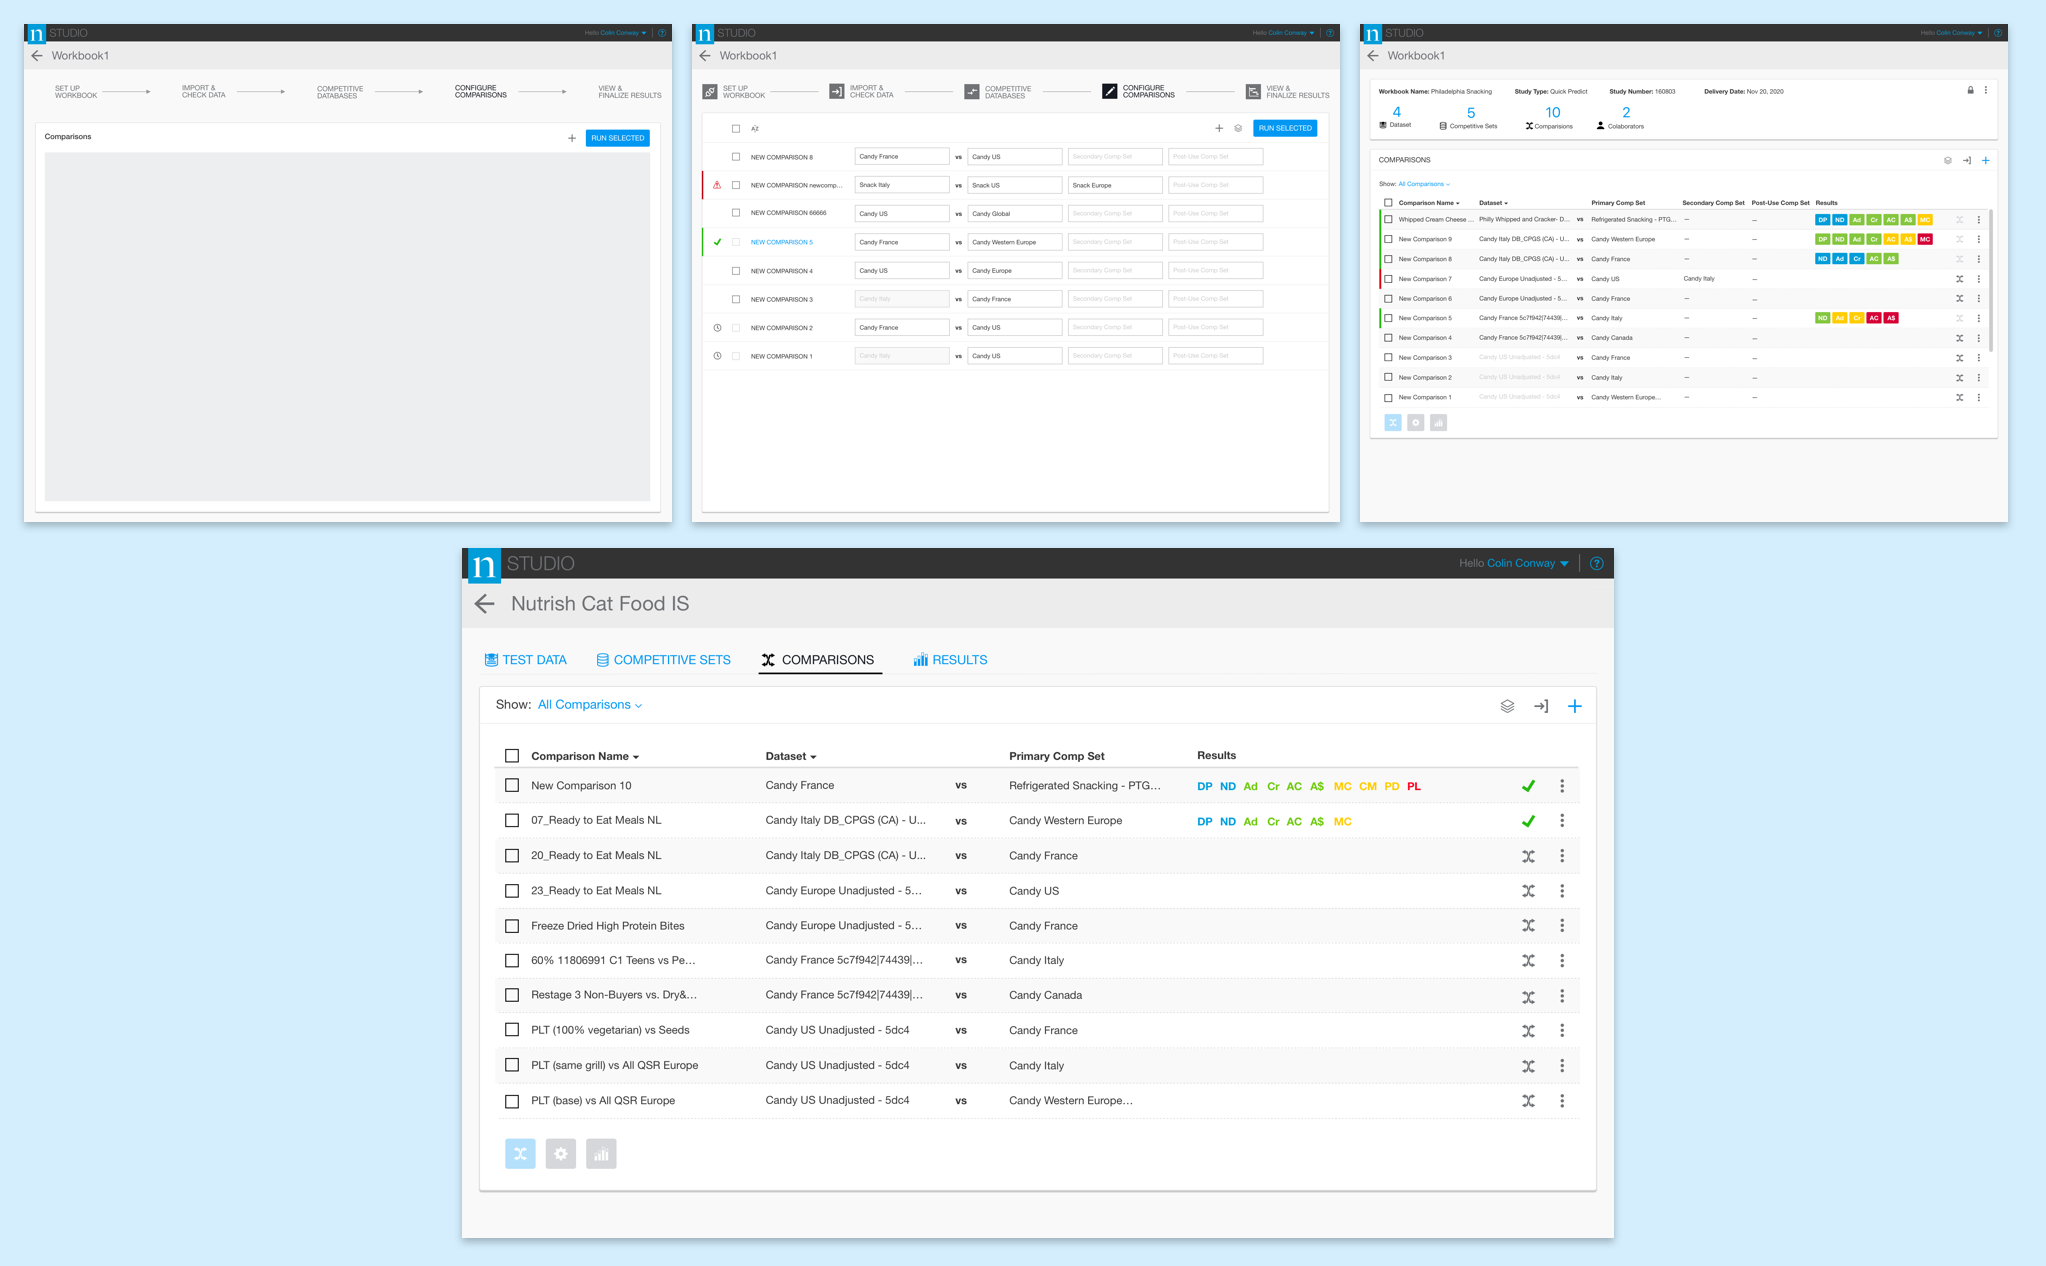 n STUDIO
Hello Colin Conway
?
Workbook1
SET UP
WORKBOOK
IMPORT &
CHECK DATA
COMPETITIVE
DATABASES
CONFIGURE
COMPARISONS
VIEW &
FINALIZE RESULTS
Comparisons
RUN SELECTED
n STUDIO
Hello Colin Conway
?
Workbook1
SET UP
WORKBOOK
IMPORT &
CHECK DATA
COMPETITIVE
DATABASES
CONFIGURE
COMPARISONS
VIEW &
FINALIZE RESULTS
RUN SELECTED
NEW COMPARISON 8 Candy France vs Candy US Secondary Comp Set Post-Use Comp Set
NEW COMPARISON newcomp... Snack Italy vs Snack US Snack Europe Post-Use Comp Set
NEW COMPARISON 66666 Candy US vs Candy Global Secondary Comp Set Post-Use Comp Set
NEW COMPARISON 5 Candy France vs Candy Western Europe Secondary Comp Set Post-Use Comp Set
NEW COMPARISON 4 Candy US vs Candy Europe Secondary Comp Set Post-Use Comp Set
NEW COMPARISON 3 Candy Italy vs Candy France Secondary Comp Set Post-Use Comp Set
NEW COMPARISON 2 Candy France vs Candy US Secondary Comp Set Post-Use Comp Set
NEW COMPARISON 1 Candy Italy vs Candy US Secondary Comp Set Post-Use Comp Set
n STUDIO
Hello Colin Conway
?
Workbook1
Workbook Name: Philadelphia Snacking Study Type: Quick Predict Study Number: 160803 Delivery Date: Nov 20, 2020
4 5 10 2
Dataset Competitive Sets Comparisions Colaborators
COMPARISONS
Show: All Comparisons
Comparison Name Dataset Primary Comp Set Secondary Comp Set Post-Use Comp Set Results
Whipped Cream Cheese ... Philly Whipped and Cracker- D... vs Refrigerated Snacking - PTG... – – DP ND Ad Cr AC A$ MC
New Comparison 9 Candy Italy DB_CPGS (CA) - U... vs Candy Western Europe – – DP ND Ad Cr AC A$ MC
New Comparison 8 Candy Italy DB_CPGS (CA) - U... vs Candy France – – ND Ad Cr AC A$
New Comparison 7 Candy Europe Unadjusted - 5... vs Candy US Candy Italy –
New Comparison 6 Candy Europe Unadjusted - 5... vs Candy France – –
New Comparison 5 Candy France 5c7f942|74439|... vs Candy Italy – – ND Ad Cr AC A$
New Comparison 4 Candy France 5c7f942|74439|... vs Candy Canada – –
New Comparison 3 Candy US Unadjusted - 5dc4 vs Candy France – –
New Comparison 2 Candy US Unadjusted - 5dc4 vs Candy Italy – –
New Comparison 1 Candy US Unadjusted - 5dc4 vs Candy Western Europe... – –
n STUDIO
Hello Colin Conway
?
Nutrish Cat Food IS
TEST DATA COMPETITIVE SETS COMPARISONS RESULTS
Show: All Comparisons
Comparison Name Dataset Primary Comp Set Results
New Comparison 10 Candy France vs Refrigerated Snacking - PTG... DP ND Ad Cr AC A$ MC CM PD PL
07_Ready to Eat Meals NL Candy Italy DB_CPGS (CA) - U... vs Candy Western Europe DP ND Ad Cr AC A$ MC
20_Ready to Eat Meals NL Candy Italy DB_CPGS (CA) - U... vs Candy France
23_Ready to Eat Meals NL Candy Europe Unadjusted - 5... vs Candy US
Freeze Dried High Protein Bites Candy Europe Unadjusted - 5... vs Candy France
60% 11806991 C1 Teens vs Pe... Candy France 5c7f942|74439|... vs Candy Italy
Restage 3 Non-Buyers vs. Dry&... Candy France 5c7f942|74439|... vs Candy Canada
PLT (100% vegetarian) vs Seeds Candy US Unadjusted - 5dc4 vs Candy France
PLT (same grill) vs All QSR Europe Candy US Unadjusted - 5dc4 vs Candy Italy
PLT (base) vs All QSR Europe Candy US Unadjusted - 5dc4 vs Candy Western Europe...